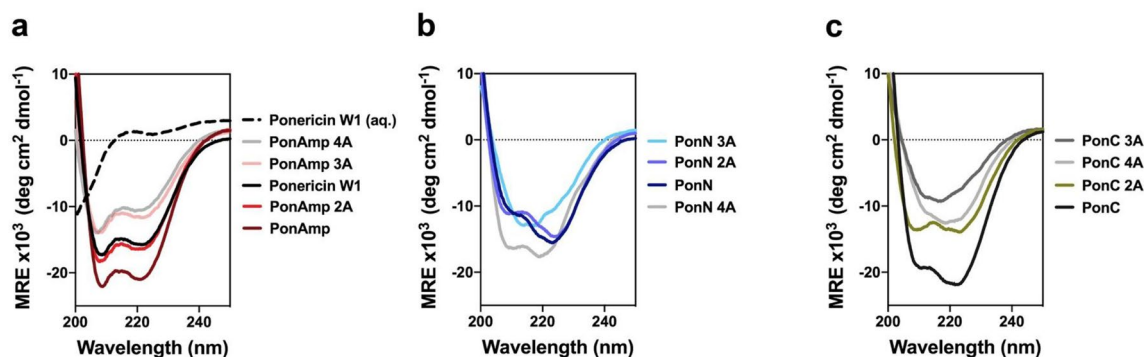 a
MRE x10³ (deg cm² dmol⁻¹)
10
0
-10
-20
200
220
240
Wavelength (nm)
Ponericin W1 (aq.)
PonAmp 4A
PonAmp 3A
Ponericin W1
PonAmp 2A
PonAmp
b
MRE x10³ (deg cm² dmol⁻¹)
10
0
-10
-20
200
220
240
Wavelength (nm)
PonN 3A
PonN 2A
PonN
PonN 4A
c
MRE x10³ (deg cm² dmol⁻¹)
10
0
-10
-20
200
220
240
Wavelength (nm)
PonC 3A
PonC 4A
PonC 2A
PonC